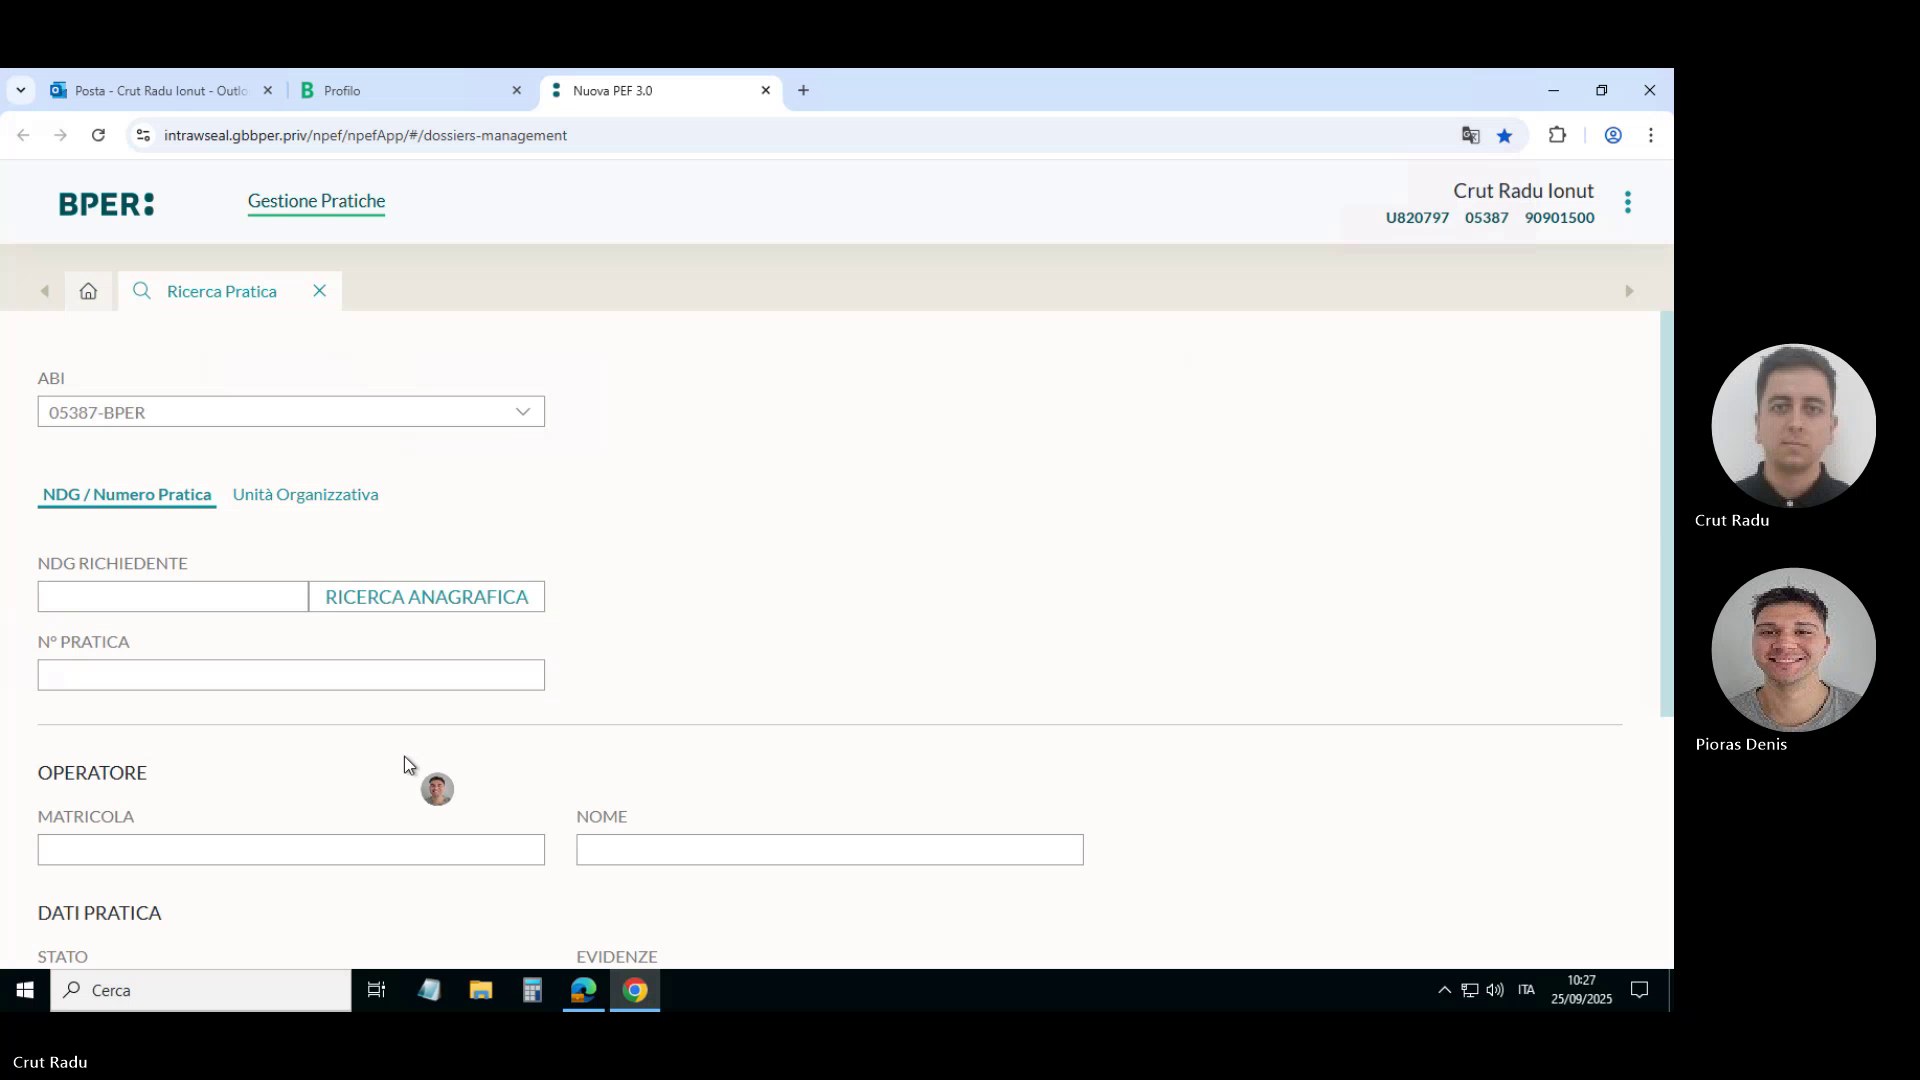 Posta - Crut Radu Ionut - Outlo
Profilo
Nuova PEF 3.0
intrawseal.gbbper.priv/npef/npefApp/#/dossiers-management
BPER:
Gestione Pratiche
Crut Radu Ionut
U820797 05387 90901500
Ricerca Pratica
ABI
05387-BPER
NDG / Numero Pratica
Unità Organizzativa
NDG RICHIEDENTE
RICERCA ANAGRAFICA
N° PRATICA
OPERATORE
MATRICOLA
NOME
DATI PRATICA
STATO
EVIDENZE
Cerca
ITA
10:27
25/09/2025
Crut Radu
Pioras Denis
Crut Radu